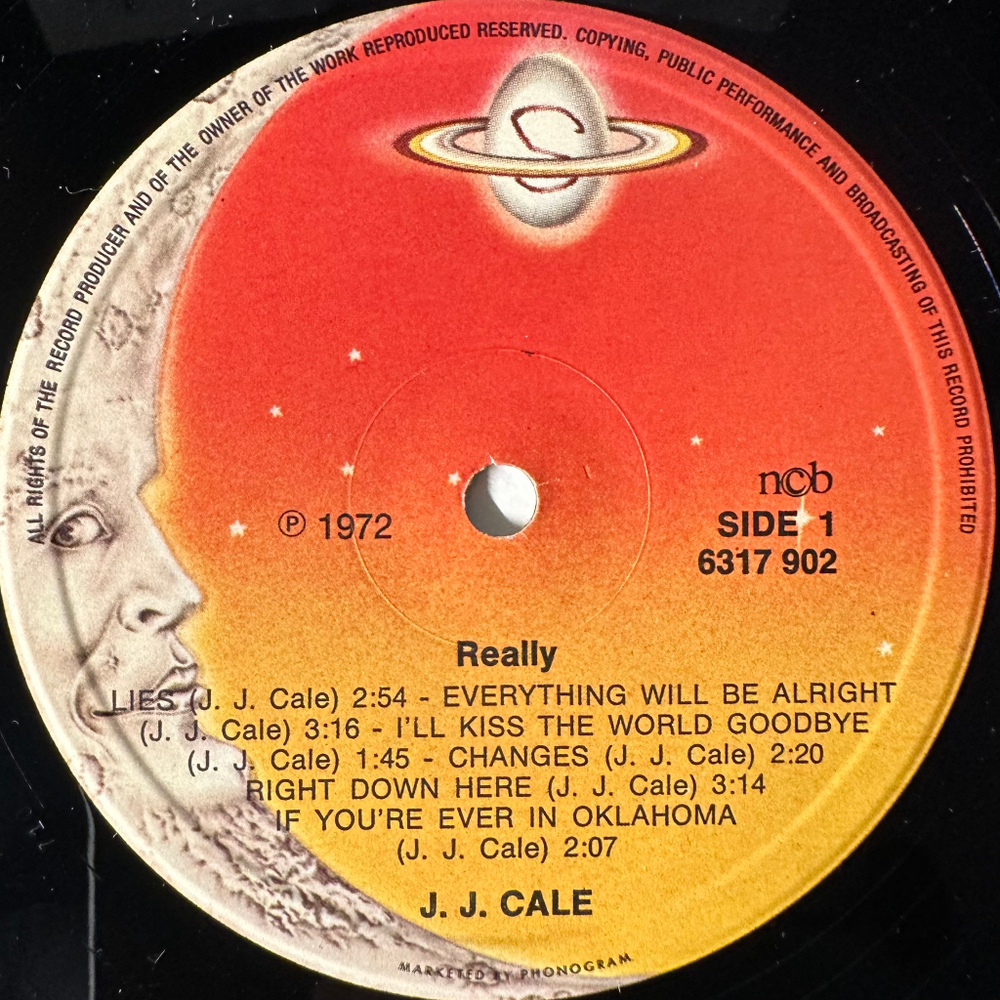 ALL RIGHTS OF THE RECORD PRODUCER AND OF THE OWNER OF THE WORK REPRODUCED RESERVED. COPYING, PUBLIC PERFORMANCE AND BROADCASTING OF THIS RECORD PROHIBITED
S
ncb
℗ 1972
SIDE 1
6317 902
Really
LIES (J. J. Cale) 2:54 - EVERYTHING WILL BE ALRIGHT
(J. J. Cale) 3:16 - I'LL KISS THE WORLD GOODBYE
(J. J. Cale) 1:45 - CHANGES (J. J. Cale) 2:20
RIGHT DOWN HERE (J. J. Cale) 3:14
IF YOU'RE EVER IN OKLAHOMA
(J. J. Cale) 2:07
J. J. CALE
MARKETED BY PHONOGRAM